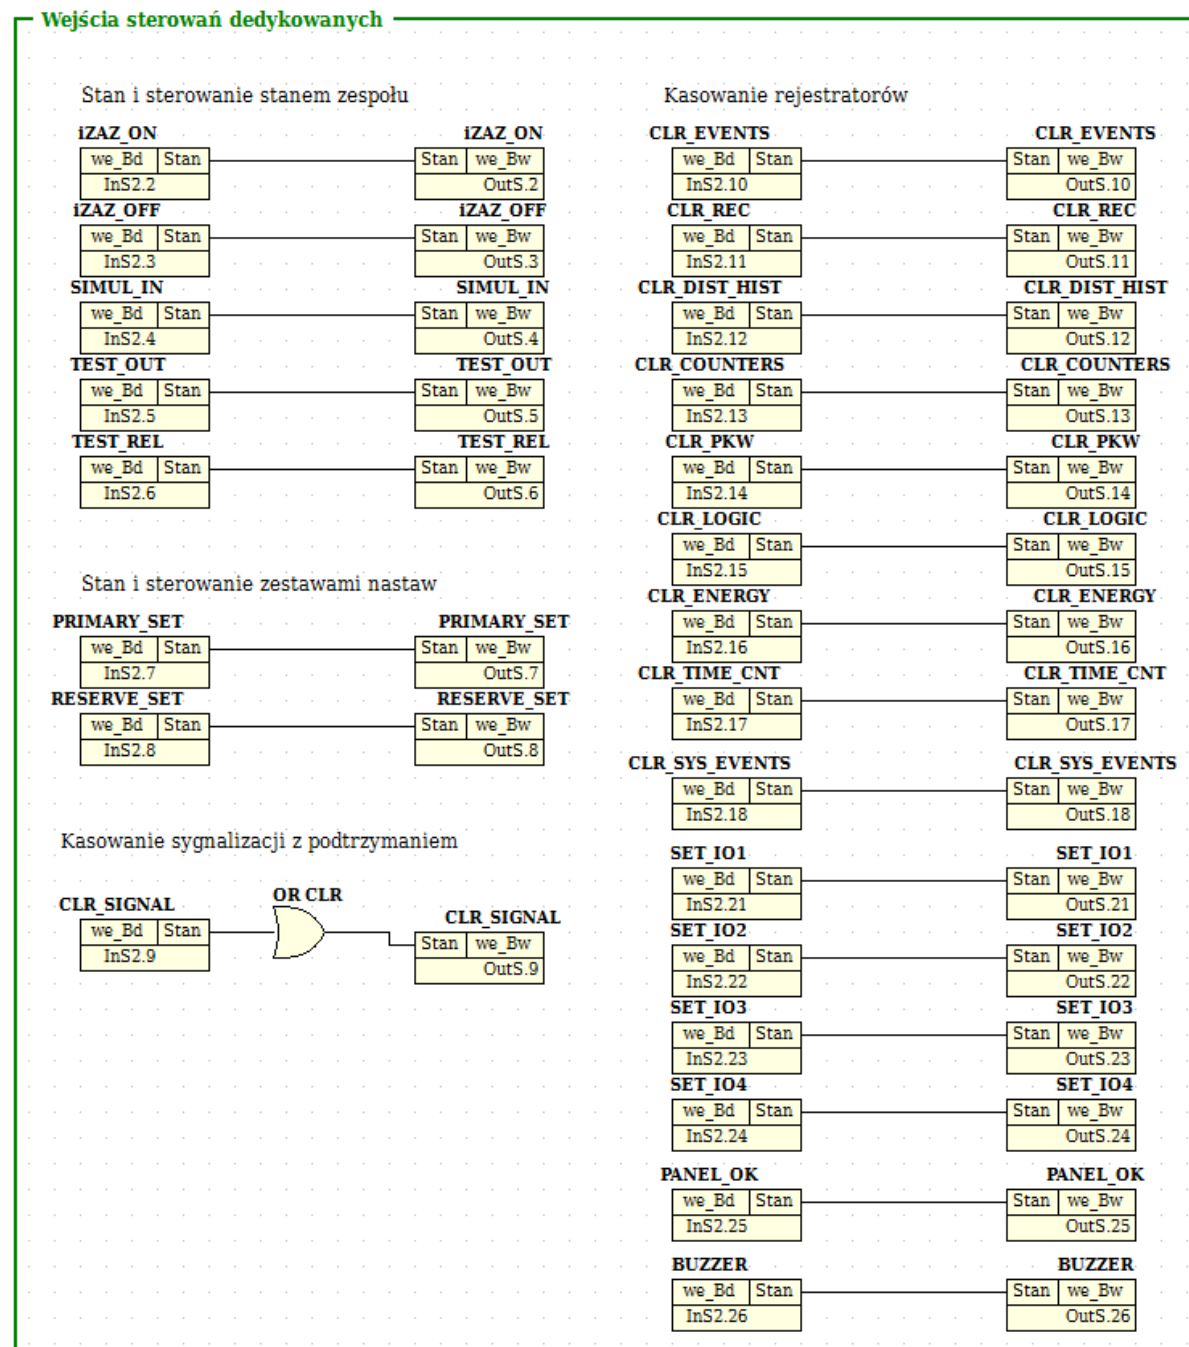 Wejścia sterowań dedykowanych
Stan i sterowanie stanem zespołu
iZAZ_ON iZAZ_ON
we_Bd Stan Stan we_Bw
InS2.2 OutS.2
iZAZ_OFF iZAZ_OFF
we_Bd Stan Stan we_Bw
InS2.3 OutS.3
SIMUL_IN SIMUL_IN
we_Bd Stan Stan we_Bw
InS2.4 OutS.4
TEST_OUT TEST_OUT
we_Bd Stan Stan we_Bw
InS2.5 OutS.5
TEST_REL TEST_REL
we_Bd Stan Stan we_Bw
InS2.6 OutS.6
Stan i sterowanie zestawami nastaw
PRIMARY_SET PRIMARY_SET
we_Bd Stan Stan we_Bw
InS2.7 OutS.7
RESERVE_SET RESERVE_SET
we_Bd Stan Stan we_Bw
InS2.8 OutS.8
Kasowanie sygnalizacji z podtrzymaniem
CLR_SIGNAL OR CLR CLR_SIGNAL
we_Bd Stan Stan we_Bw
InS2.9 OutS.9
Kasowanie rejestratorów
CLR_EVENTS CLR_EVENTS
we_Bd Stan Stan we_Bw
InS2.10 OutS.10
CLR_REC CLR_REC
we_Bd Stan Stan we_Bw
InS2.11 OutS.11
CLR_DIST_HIST CLR_DIST_HIST
we_Bd Stan Stan we_Bw
InS2.12 OutS.12
CLR_COUNTERS CLR_COUNTERS
we_Bd Stan Stan we_Bw
InS2.13 OutS.13
CLR_PKW CLR_PKW
we_Bd Stan Stan we_Bw
InS2.14 OutS.14
CLR_LOGIC CLR_LOGIC
we_Bd Stan Stan we_Bw
InS2.15 OutS.15
CLR_ENERGY CLR_ENERGY
we_Bd Stan Stan we_Bw
InS2.16 OutS.16
CLR_TIME_CNT CLR_TIME_CNT
we_Bd Stan Stan we_Bw
InS2.17 OutS.17
CLR_SYS_EVENTS CLR_SYS_EVENTS
we_Bd Stan Stan we_Bw
InS2.18 OutS.18
SET_IO1 SET_IO1
we_Bd Stan Stan we_Bw
InS2.21 OutS.21
SET_IO2 SET_IO2
we_Bd Stan Stan we_Bw
InS2.22 OutS.22
SET_IO3 SET_IO3
we_Bd Stan Stan we_Bw
InS2.23 OutS.23
SET_IO4 SET_IO4
we_Bd Stan Stan we_Bw
InS2.24 OutS.24
PANEL_OK PANEL_OK
we_Bd Stan Stan we_Bw
InS2.25 OutS.25
BUZZER BUZZER
we_Bd Stan Stan we_Bw
InS2.26 OutS.26